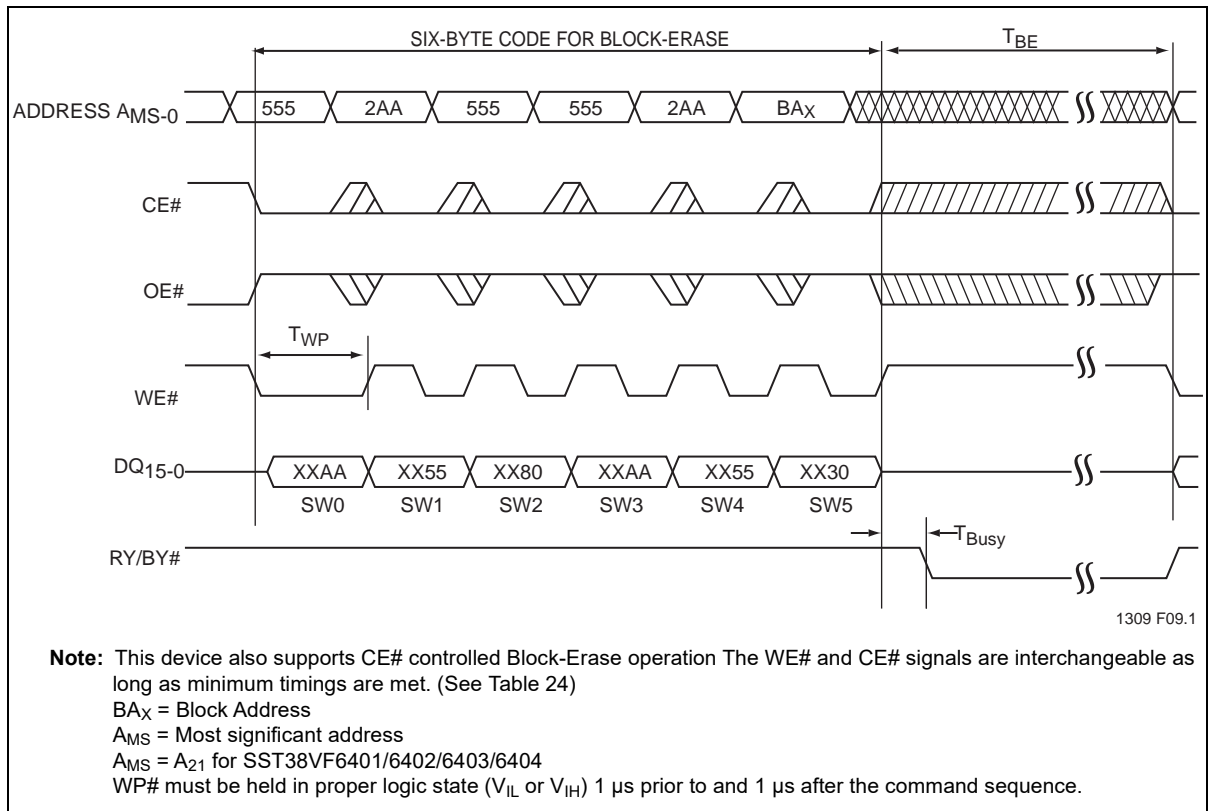 SIX-BYTE CODE FOR BLOCK-ERASE
TBE
ADDRESS AMS-0
555 2AA 555 555 2AA BAX
CE#
OE#
TWP
WE#
DQ15-0
XXAA XX55 XX80 XXAA XX55 XX30
SW0 SW1 SW2 SW3 SW4 SW5
TBusy
RY/BY#
1309 F09.1
Note: This device also supports CE# controlled Block-Erase operation The WE# and CE# signals are interchangeable as
long as minimum timings are met. (See Table 24)
BAX = Block Address
AMS = Most significant address
AMS = A21 for SST38VF6401/6402/6403/6404
WP# must be held in proper logic state (VIL or VIH) 1 µs prior to and 1 µs after the command sequence.